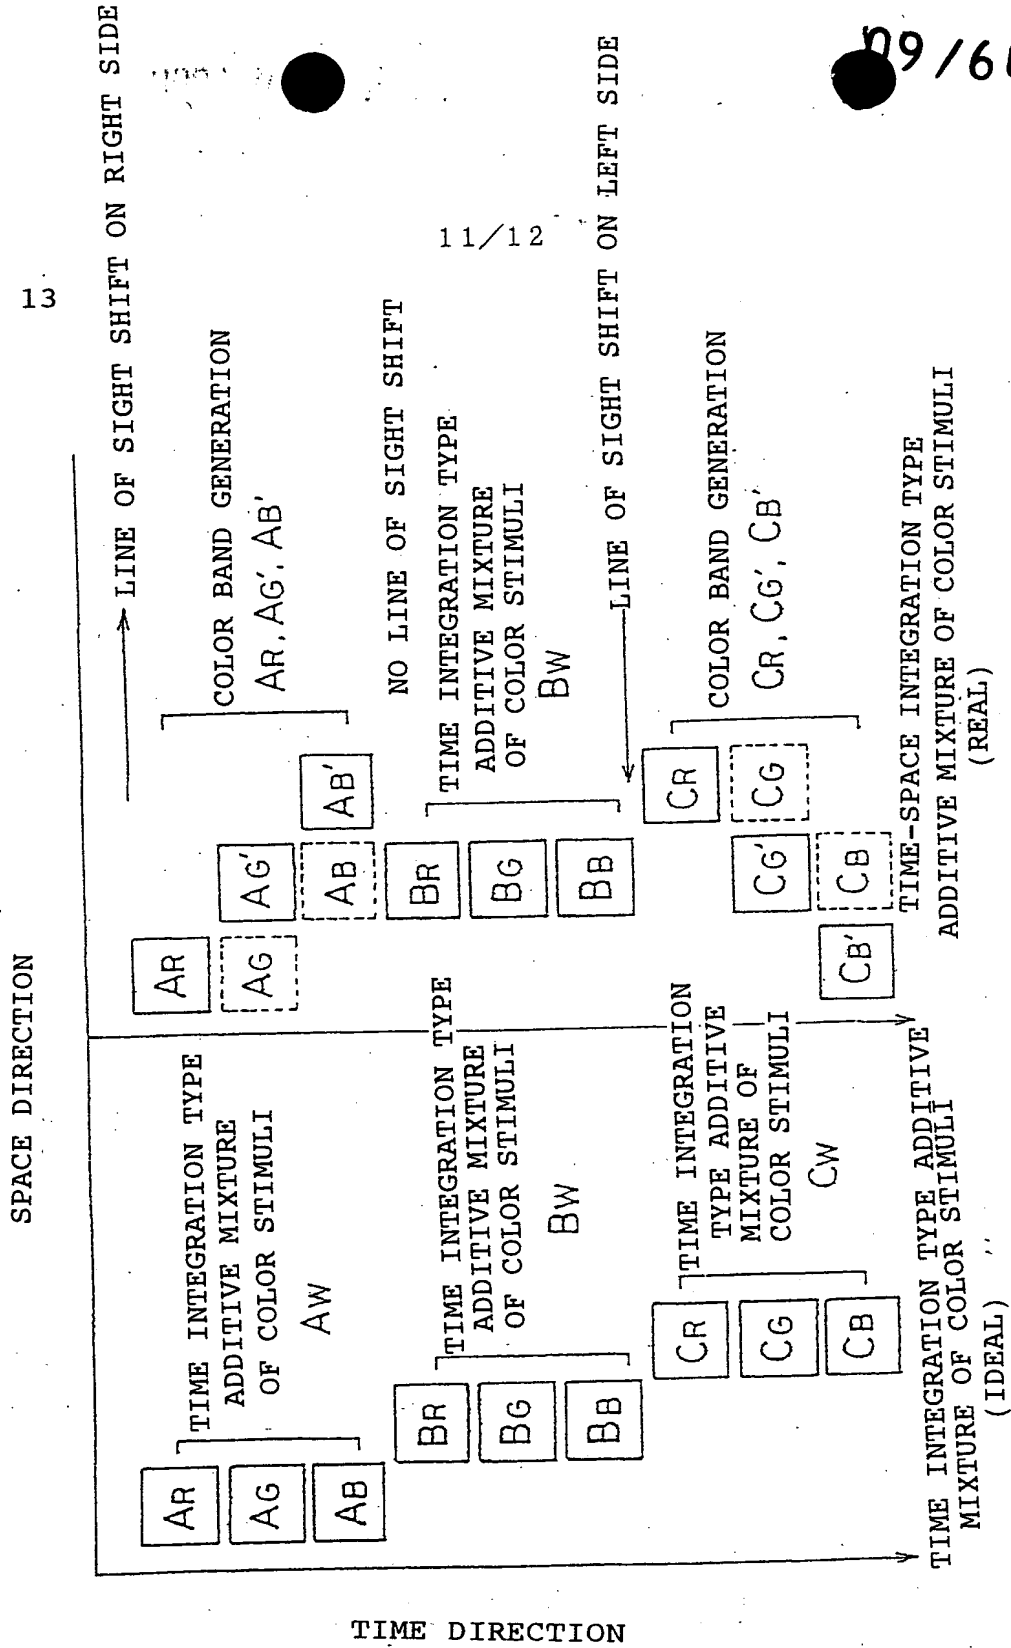 13
11/12
09/6
SPACE DIRECTION
TIME DIRECTION
AR
AG
AB
TIME INTEGRATION TYPE
ADDITIVE MIXTURE
OF COLOR STIMULI
AW
BR
BG
BB
TIME INTEGRATION TYPE
ADDITIVE MIXTURE
OF COLOR STIMULI
BW
CR
CG
CB
TIME INTEGRATION
TYPE ADDITIVE
MIXTURE OF
COLOR STIMULI
CW
TIME INTEGRATION TYPE ADDITIVE
MIXTURE OF COLOR STIMULI
(IDEAL)
LINE OF SIGHT SHIFT ON RIGHT SIDE
AR
AG AG'
AB AB'
COLOR BAND GENERATION
AR, AG', AB'
NO LINE OF SIGHT SHIFT
BR
BG
BB
TIME INTEGRATION TYPE
ADDITIVE MIXTURE
OF COLOR STIMULI
BW
LINE OF SIGHT SHIFT ON LEFT SIDE
CR
CG' CG
CB' CB
COLOR BAND GENERATION
CR, CG', CB'
TIME-SPACE INTEGRATION TYPE
ADDITIVE MIXTURE OF COLOR STIMULI
(REAL)